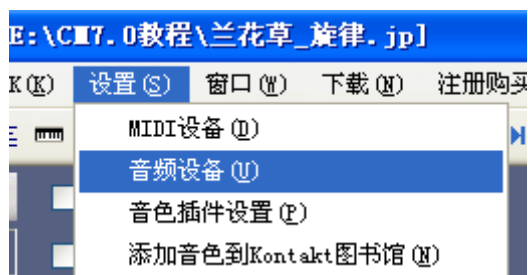 E:\CM7.0教程\兰花草_旋律.jp]
K(K) 设置(S) 窗口(W) 下载(N) 注册购买
MIDI设备(D)
音频设备(U)
音色插件设置(P)
添加音色到Kontakt图书馆(N)